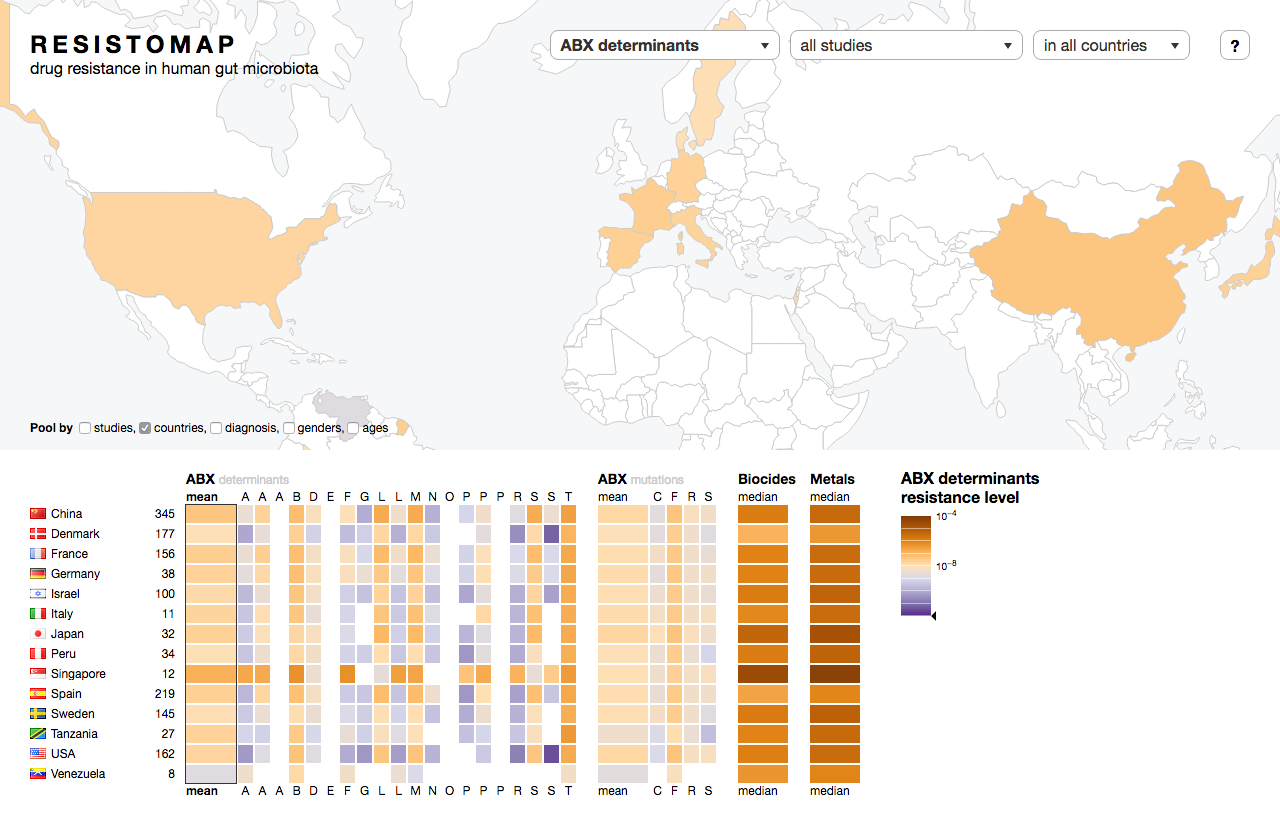 RESISTOMAP
drug resistance in human gut microbiota
ABX determinants
all studies
in all countries
?
Pool by studies, countries, diagnosis, genders, ages
ABX determinants
mean A A A B D E F G L L M N O P P P R S S T
ABX mutations
mean C F R S
Biocides
median
Metals
median
China 345
Denmark 177
France 156
Germany 38
Israel 100
Italy 11
Japan 32
Peru 34
Singapore 12
Spain 219
Sweden 145
Tanzania 27
USA 162
Venezuela 8
mean A A A B D E F G L L M N O P P P R S S T
mean C F R S
median
median
ABX determinants
resistance level
10⁻⁴
10⁻⁸